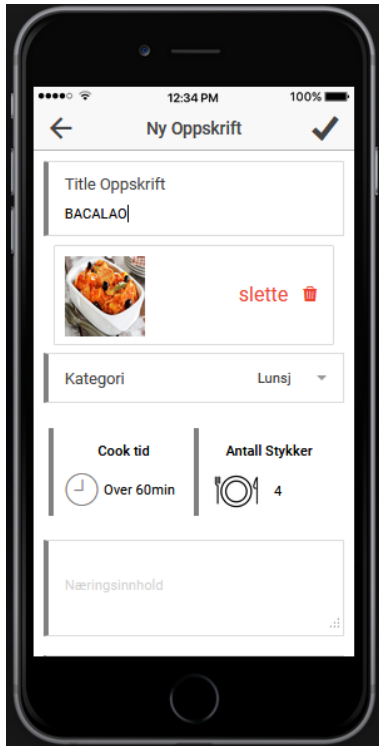 12:34 PM
100%
Ny Oppskrift
Title Oppskrift
BACALAO
slette
Kategori
Lunsj
Cook tid
Antall Stykker
Over 60min
4
Næringsinnhold